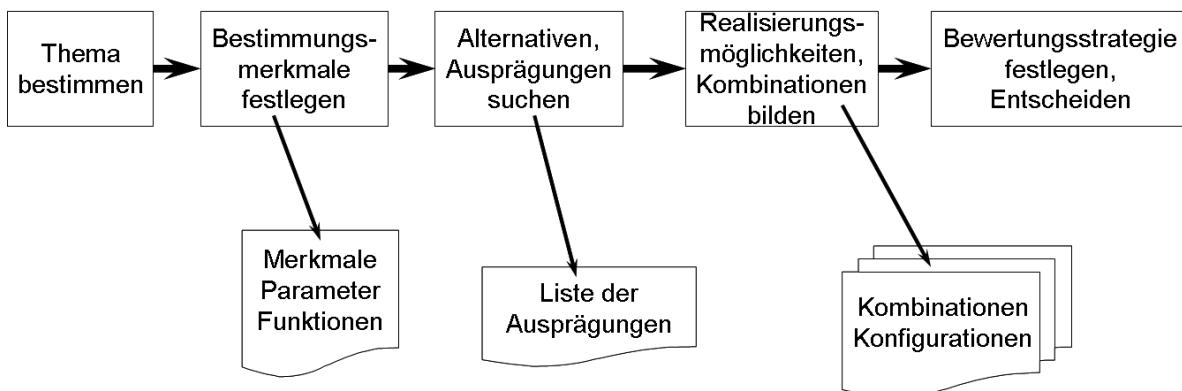 Thema
bestimmen
Bestimmungs-
merkmale
festlegen
Alternativen,
Ausprägungen
suchen
Realisierungs-
möglichkeiten,
Kombinationen
bilden
Bewertungsstrategie
festlegen,
Entscheiden
Merkmale
Parameter
Funktionen
Liste der
Ausprägungen
Kombinationen
Konfigurationen